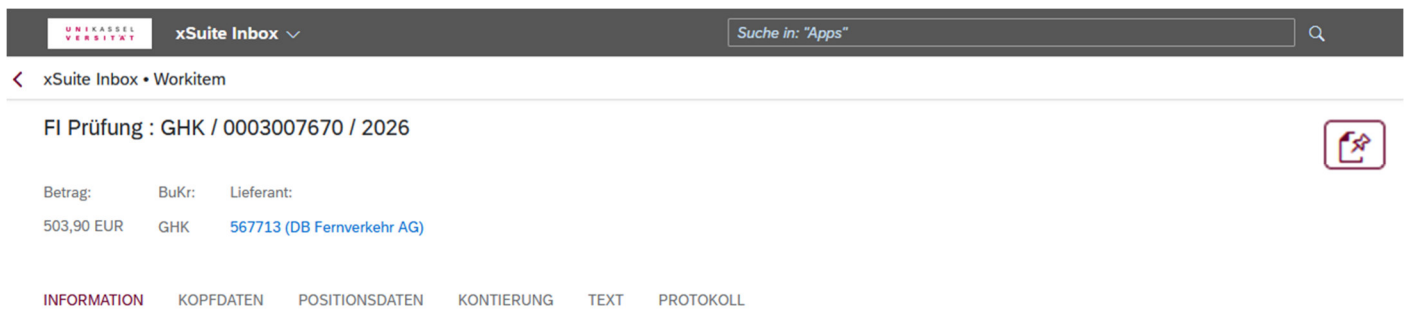 UNIKASSEL
VERSITÄT
xSuite Inbox
Suche in: "Apps"
xSuite Inbox • Workitem
FI Prüfung : GHK / 0003007670 / 2026
Betrag: BuKr: Lieferant:
503,90 EUR GHK 567713 (DB Fernverkehr AG)
INFORMATION KOPFDATEN POSITIONSDATEN KONTIERUNG TEXT PROTOKOLL